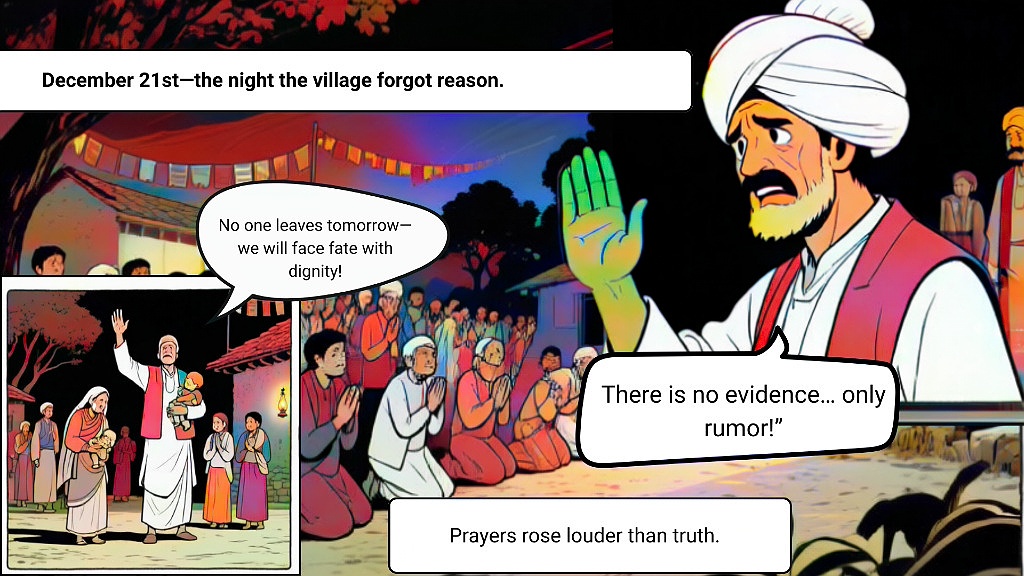 December 21st—the night the village forgot reason.
No one leaves tomorrow—
we will face fate with
dignity!
There is no evidence... only
rumor!”
Prayers rose louder than truth.